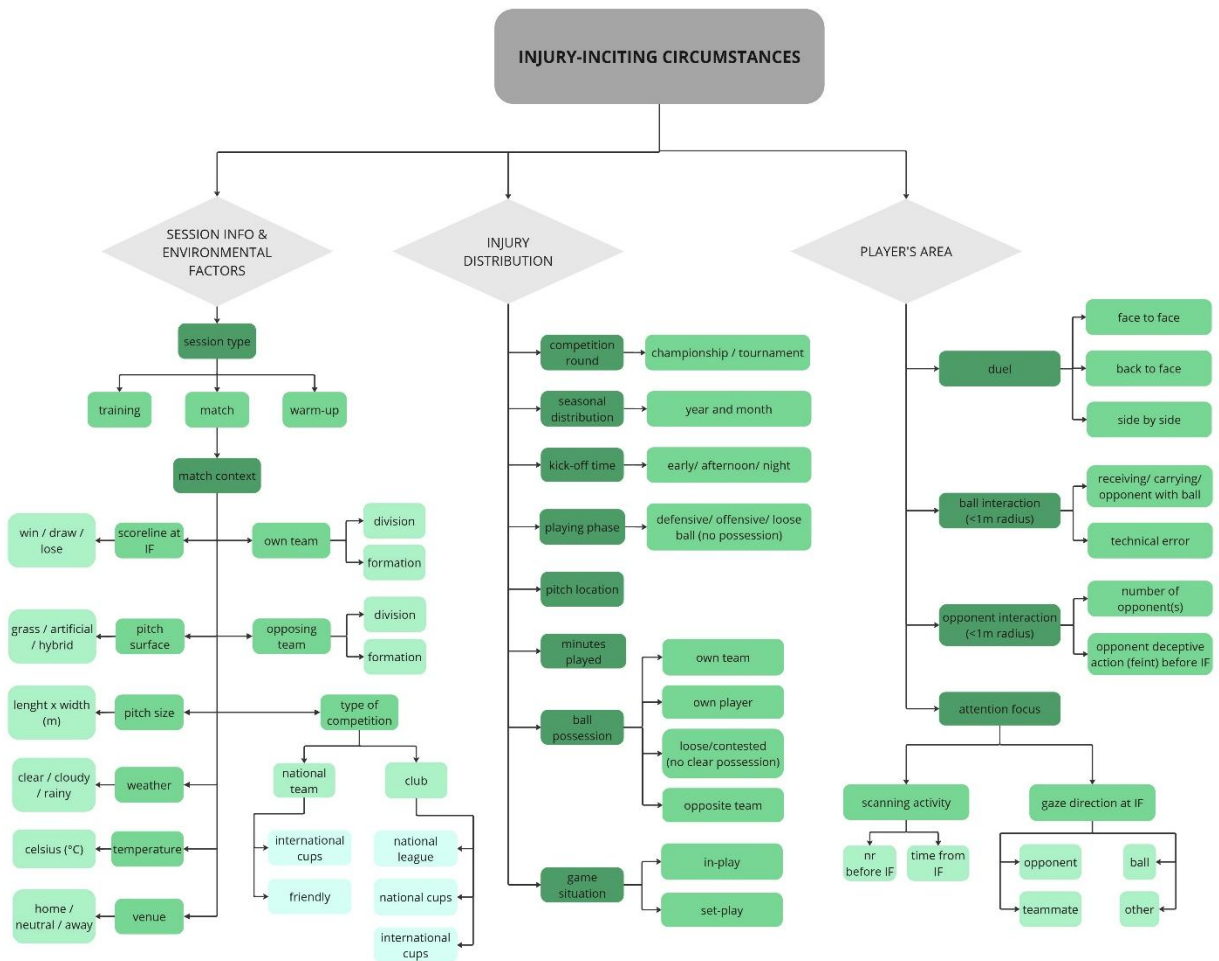 INJURY-INCITING CIRCUMSTANCES
SESSION INFO &
ENVIRONMENTAL
FACTORS
session type
training
match
warm-up
match context
win / draw /
lose
scoreline at
IF
own team
division
formation
grass / artificial
/ hybrid
pitch
surface
opposing
team
division
formation
lenght x width
(m)
pitch size
type of
competition
national
team
club
international
cups
friendly
national
league
national cups
international
cups
clear / cloudy
/ rainy
weather
celsius (°C)
temperature
home /
neutral / away
venue
INJURY
DISTRIBUTION
competition
round
championship / tournament
seasonal
distribution
year and month
kick-off time
early/ afternoon/ night
playing phase
defensive/ offensive/ loose
ball (no possession)
pitch location
minutes
played
ball
possession
own team
own player
loose/contested
(no clear possession)
opposite team
game
situation
in-play
set-play
PLAYER'S AREA
duel
face to face
back to face
side by side
ball interaction
(<1m radius)
receiving/ carrying/
opponent with ball
technical error
opponent interaction
(<1m radius)
number of
opponent(s)
opponent deceptive
action (feint) before IF
attention focus
scanning activity
nr
before IF
time from
IF
gaze direction at IF
opponent
ball
teammate
other